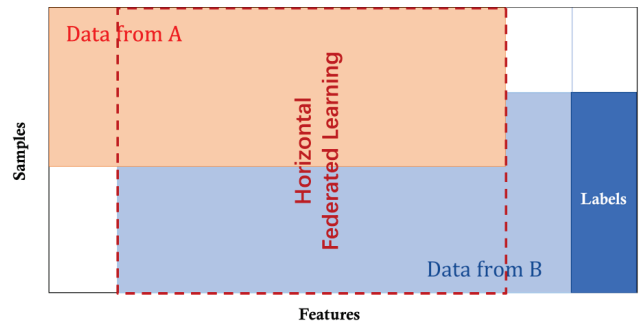 Data from A
Horizontal
Federated Learning
Samples
Labels
Data from B
Features